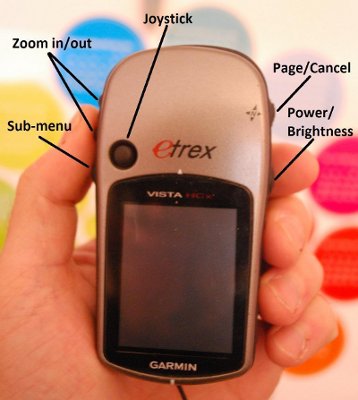 Joystick
Zoom in/out
Page/Cancel
Sub-menu
Power/
Brightness
etrex
VISTA HCx
GARMIN